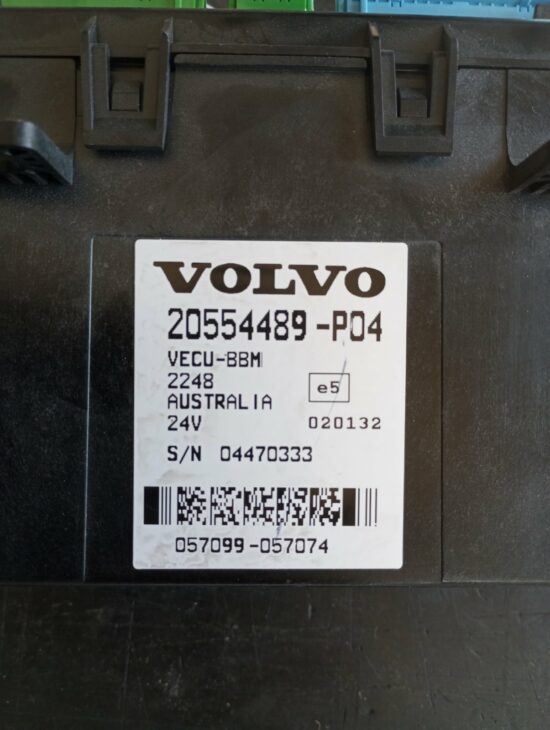 VOLVO
20554489-P04
VECU-BBM
2248
e5
AUSTRALIA
24V 020132
S/N 04470333
057099-057074